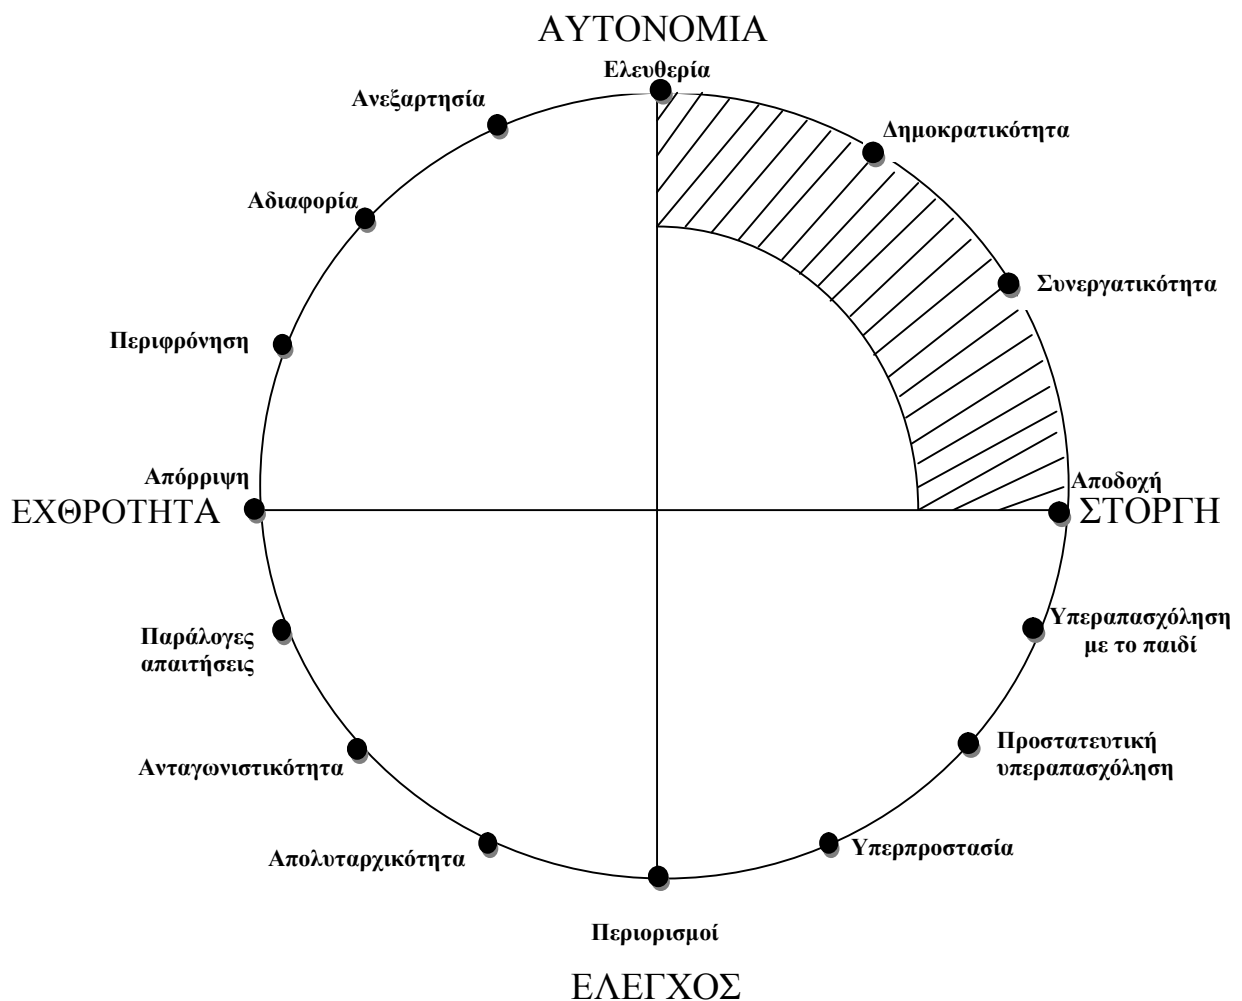 ΑΥΤΟΝΟΜΙΑ
Ελευθερία
Ανεξαρτησία
Δημοκρατικότητα
Αδιαφορία
Συνεργατικότητα
Περιφρόνηση
Απόρριψη
Αποδοχή
ΕΧΘΡΟΤΗΤΑ
ΣΤΟΡΓΗ
Υπεραπασχόληση
με το παιδί
Παράλογες
απαιτήσεις
Προστατευτική
υπεραπασχόληση
Ανταγωνιστικότητα
Υπερπροστασία
Απολυταρχικότητα
Περιορισμοί
ΕΛΕΓΧΟΣ